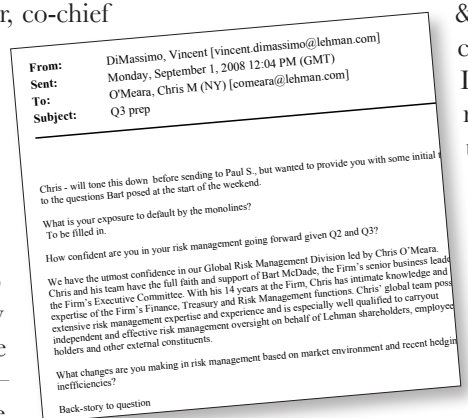 r, co-chief
From: DiMassimo, Vincent [vincent.dimassimo@lehman.com]
Sent: Monday, September 1, 2008 12:04 PM (GMT)
To: O'Meara, Chris M (NY) [comeara@lehman.com]
Subject: Q3 prep
Chris - will tone this down before sending to Paul S., but wanted to provide you with some initial t
to the questions Bart posed at the start of the weekend.
What is your exposure to default by the monolines?
To be filled in.
How confident are you in your risk management going forward given Q2 and Q3?
We have the utmost confidence in our Global Risk Management Division led by Chris O'Meara.
Chris and his team have the full faith and support of Bart McDade, the Firm's senior business leade
the Firm's Executive Committee. With his 14 years at the Firm, Chris has intimate knowledge and
expertise of the Firm's Finance, Treasury and Risk Management functions. Chris' global team poss
extensive risk management expertise and experience and is especially well qualified to carryout
independent and effective risk management oversight on behalf of Lehman shareholders, employee
holders and other external constituents.
What changes are you making in risk management based on market environment and recent hedgin
inefficiencies?
Back-story to question
&